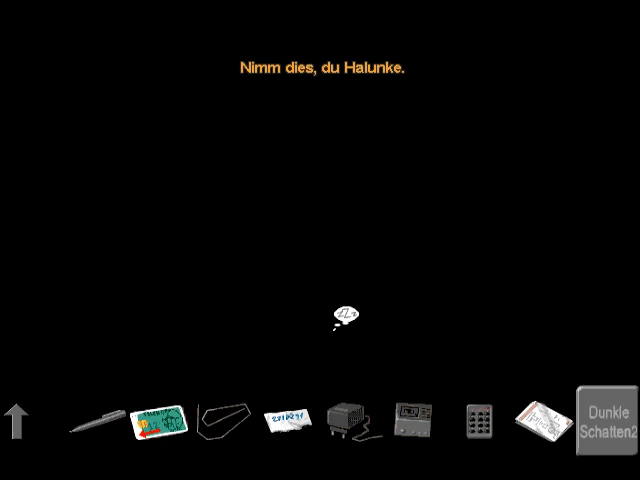 Nimm dies, du Halunke.
Dunkle
Schatten2